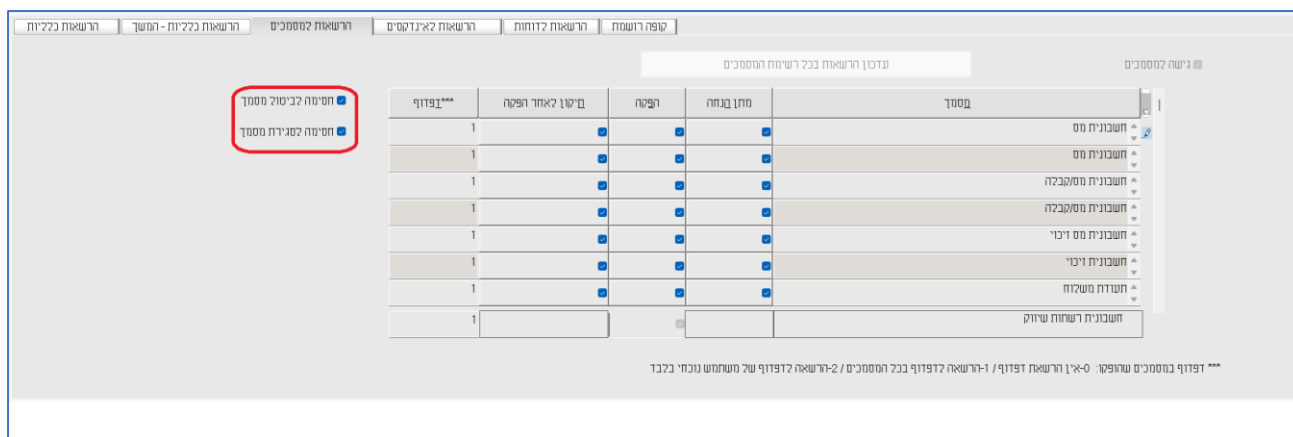 הרשאות כלליות הרשאות כלליות - המשך הרשאות למסמכים הרשאות לאינדקסים הרשאות לדוחות קופה רושמת
גישה למסמכים עדכון הרשאות בכל רשימת המסמכים
מסמך מתן הנחה הפקה תיקון לאחר הפקה דפדוף***
חסימה לביטול מסמך
חסימה לסגירת מסמך
חשבונית מס 1
חשבונית מס 1
חשבונית מס/קבלה 1
חשבונית מס/קבלה 1
חשבונית מס זיכוי 1
חשבונית זיכוי 1
תעודת משלוח 1
חשבונית רשתות שיווק 1
*** דפדוף במסמכים שהופקו: 0-אין הרשאת דפדוף / 1-הרשאה לדפדוף בכל המסמכים / 2-הרשאה לדפדוף של משתמש נוכחי בלבד